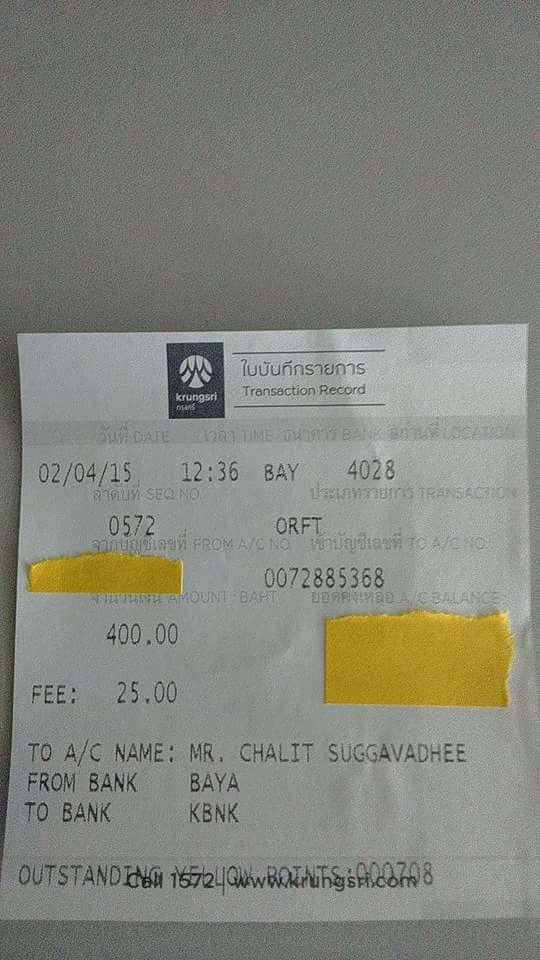 krungsri
กรุงศรี
ใบบันทึกรายการ
Transaction Record
วันที่ DATE เวลา TIME ธนาคาร BANK สถานที่ LOCATION
02/04/15 12:36 BAY 4028
ลำดับที่ SEQ NO. ประเภทรายการ TRANSACTION
0572 ORFT
จากบัญชีเลขที่ FROM A/C NO. เข้าบัญชีเลขที่ TO A/C NO.
0072885368
จำนวนเงิน AMOUNT : BAHT ยอดคงเหลือ A/C BALANCE :
400.00
FEE: 25.00
TO A/C NAME: MR. CHALIT SUGGAVADHEE
FROM BANK BAYA
TO BANK KBNK
OUTSTANDING YELLOW POINTS:000708
Call 1572 | www.krungsri.com